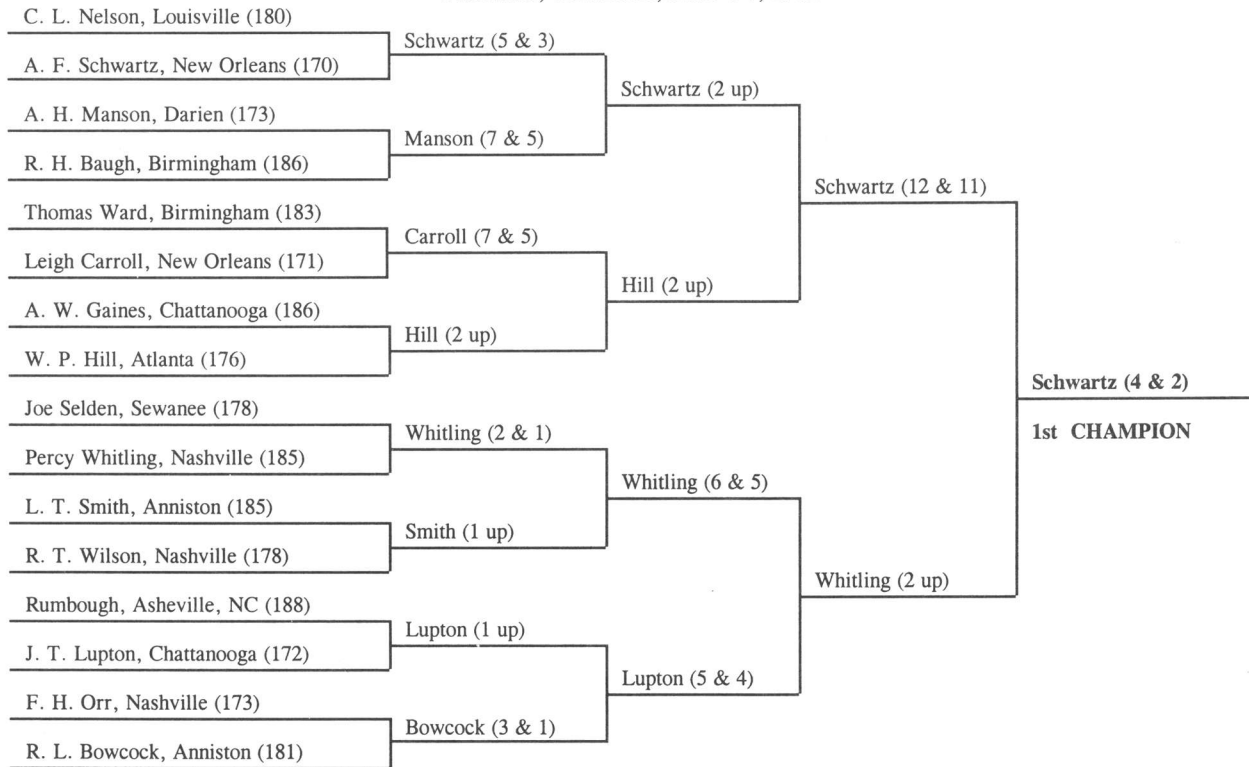 C. L. Nelson, Louisville (180)
A. F. Schwartz, New Orleans (170)
A. H. Manson, Darien (173)
R. H. Baugh, Birmingham (186)
Thomas Ward, Birmingham (183)
Leigh Carroll, New Orleans (171)
A. W. Gaines, Chattanooga (186)
W. P. Hill, Atlanta (176)
Joe Selden, Sewanee (178)
Percy Whitling, Nashville (185)
L. T. Smith, Anniston (185)
R. T. Wilson, Nashville (178)
Rumbough, Asheville, NC (188)
J. T. Lupton, Chattanooga (172)
F. H. Orr, Nashville (173)
R. L. Bowcock, Anniston (181)
Schwartz (5 & 3)
Manson (7 & 5)
Carroll (7 & 5)
Hill (2 up)
Whitling (2 & 1)
Smith (1 up)
Lupton (1 up)
Bowcock (3 & 1)
Schwartz (2 up)
Hill (2 up)
Whitling (6 & 5)
Lupton (5 & 4)
Schwartz (12 & 11)
Whitling (2 up)
Schwartz (4 & 2)
1st CHAMPION